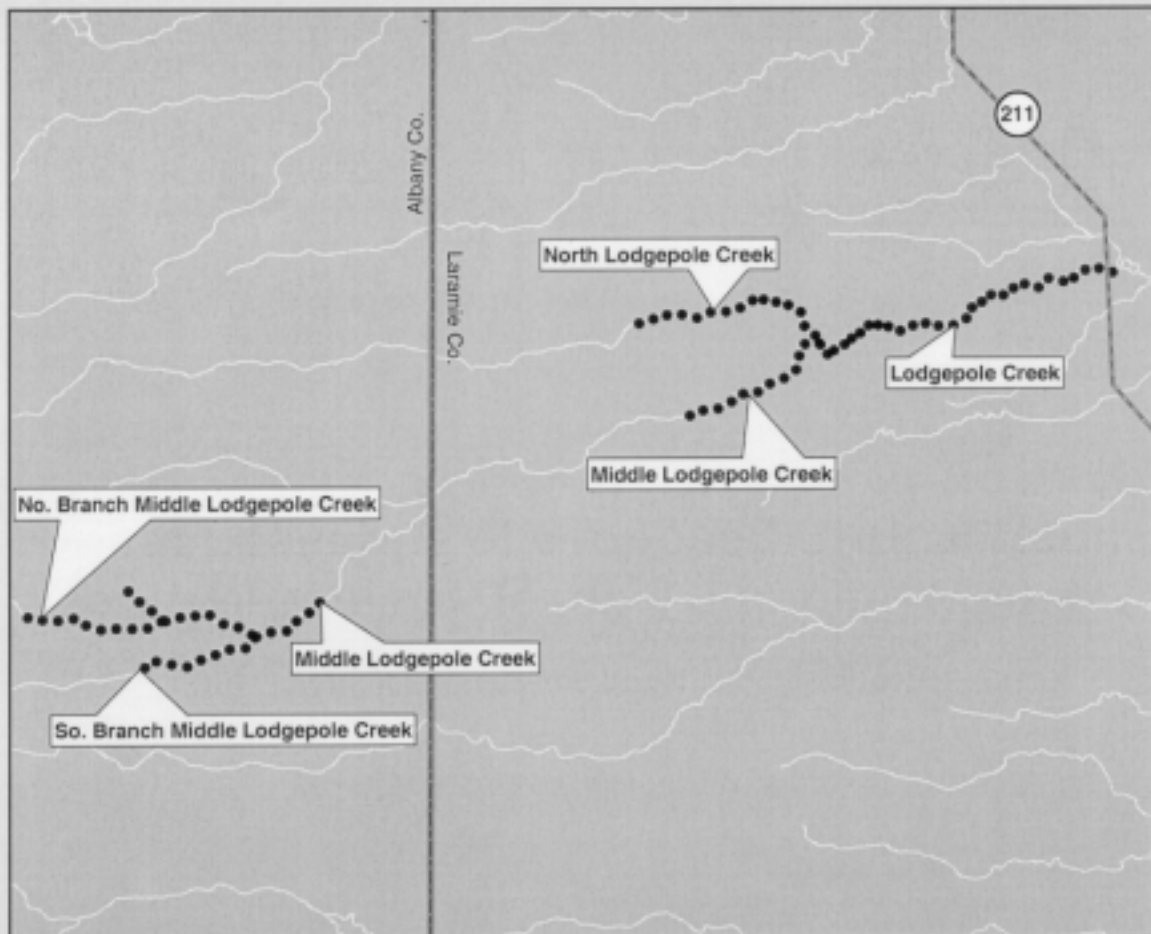 211
Albany Co.
Laramie Co.
North Lodgepole Creek
Lodgepole Creek
Middle Lodgepole Creek
No. Branch Middle Lodgepole Creek
Middle Lodgepole Creek
So. Branch Middle Lodgepole Creek